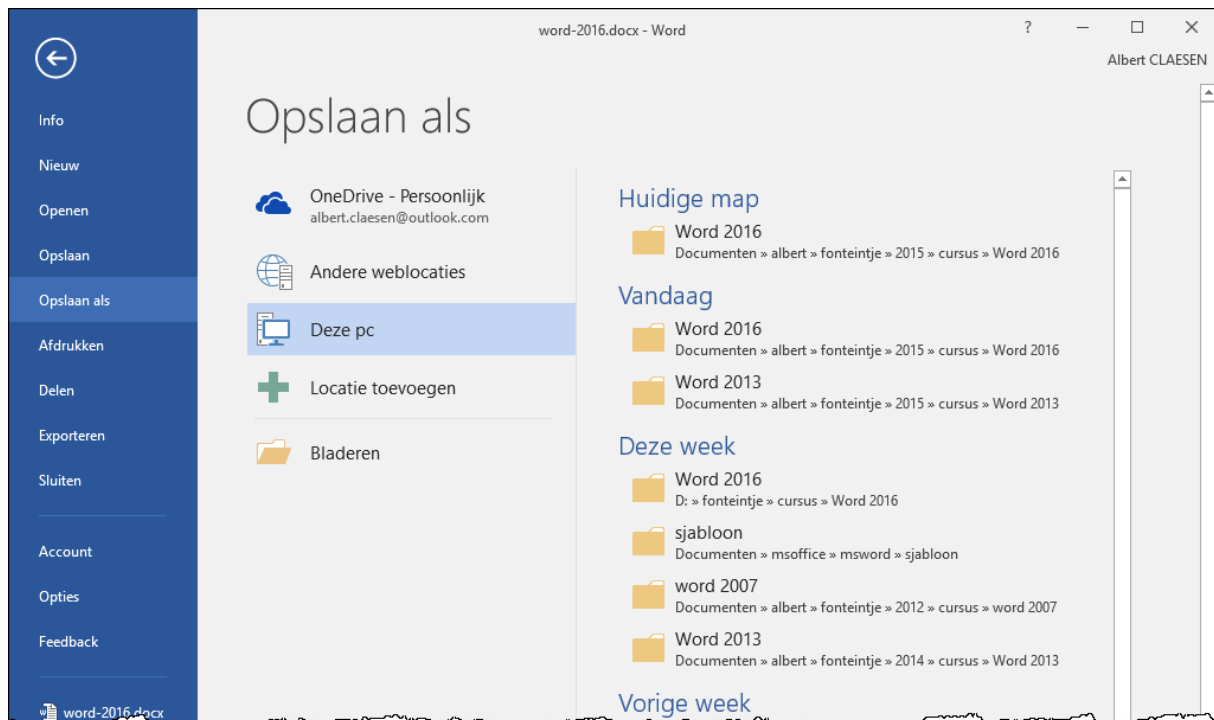 word-2016.docx - Word
?
Albert CLAESEN
Info
Nieuw
Openen
Opslaan
Opslaan als
Afdrukken
Delen
Exporteren
Sluiten
Account
Opties
Feedback
word-2016.docx
Opslaan als
OneDrive - Persoonlijk
albert.claesen@outlook.com
Andere weblocaties
Deze pc
Locatie toevoegen
Bladeren
Huidige map
Word 2016
Documenten » albert » fonteintje » 2015 » cursus » Word 2016
Vandaag
Word 2016
Documenten » albert » fonteintje » 2015 » cursus » Word 2016
Word 2013
Documenten » albert » fonteintje » 2015 » cursus » Word 2013
Deze week
Word 2016
D: » fonteintje » cursus » Word 2016
sjabloon
Documenten » msoffice » msword » sjabloon
word 2007
Documenten » albert » fonteintje » 2012 » cursus » word 2007
Word 2013
Documenten » albert » fonteintje » 2014 » cursus » Word 2013
Vorige week